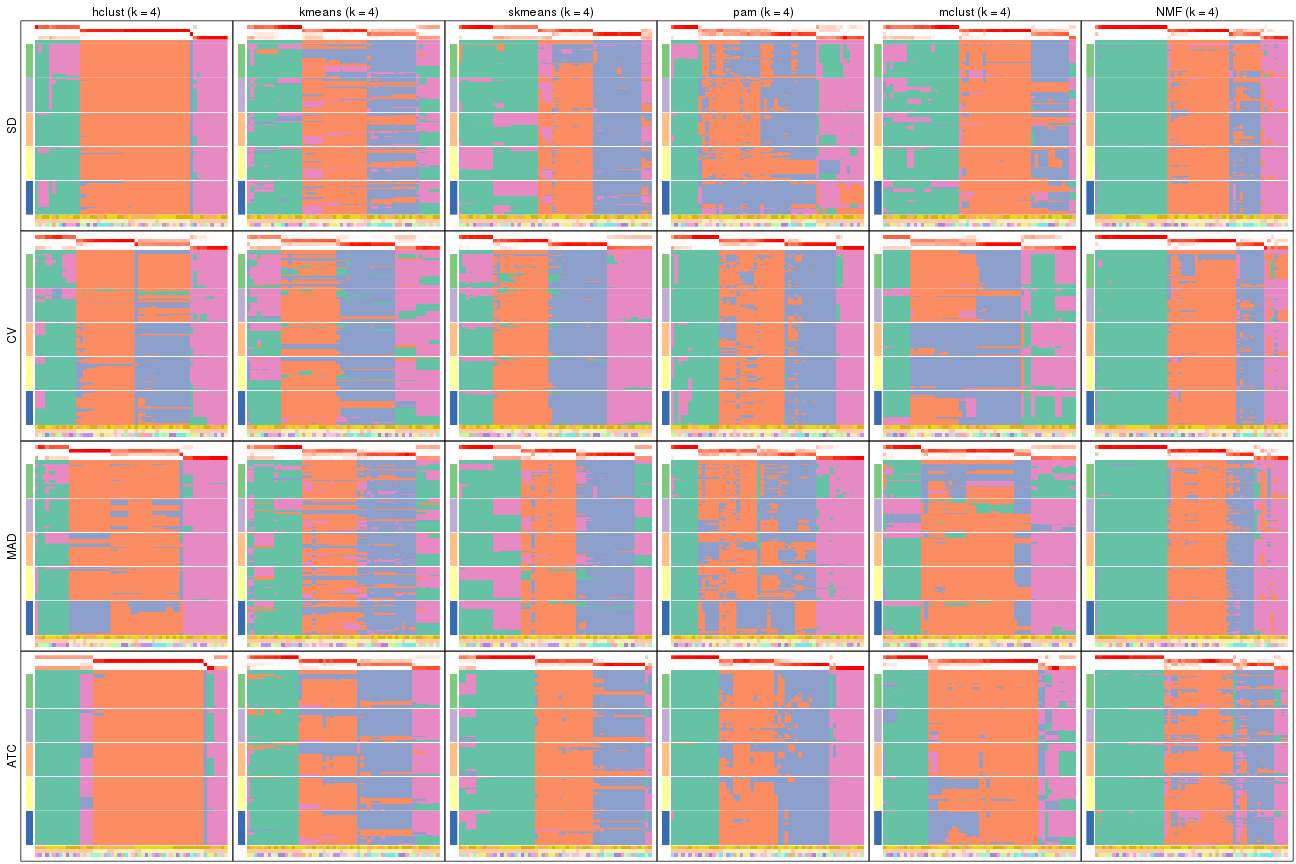 hclust (k = 4)
kmeans (k = 4)
skmeans (k = 4)
pam (k = 4)
mclust (k = 4)
NMF (k = 4)
SD
CV
MAD
ATC